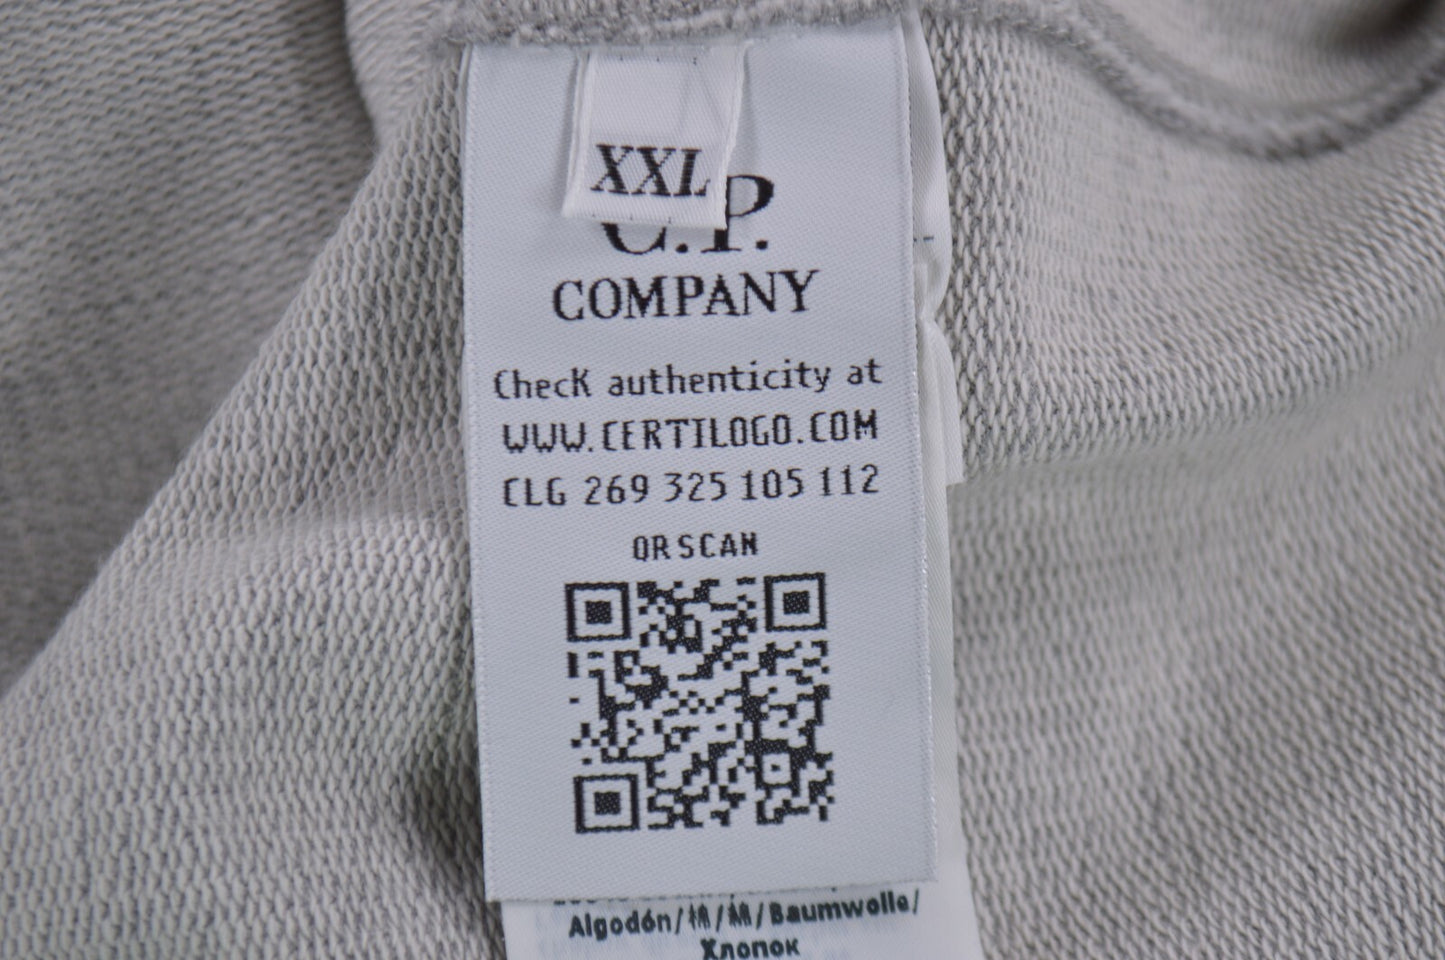 XXL
C.P.
COMPANY
Check authenticity at
WWW.CERTILOGO.COM
CLG 269 325 105 112
QR SCAN
Algodón/棉/綿/Baumwolle/
Хлопок